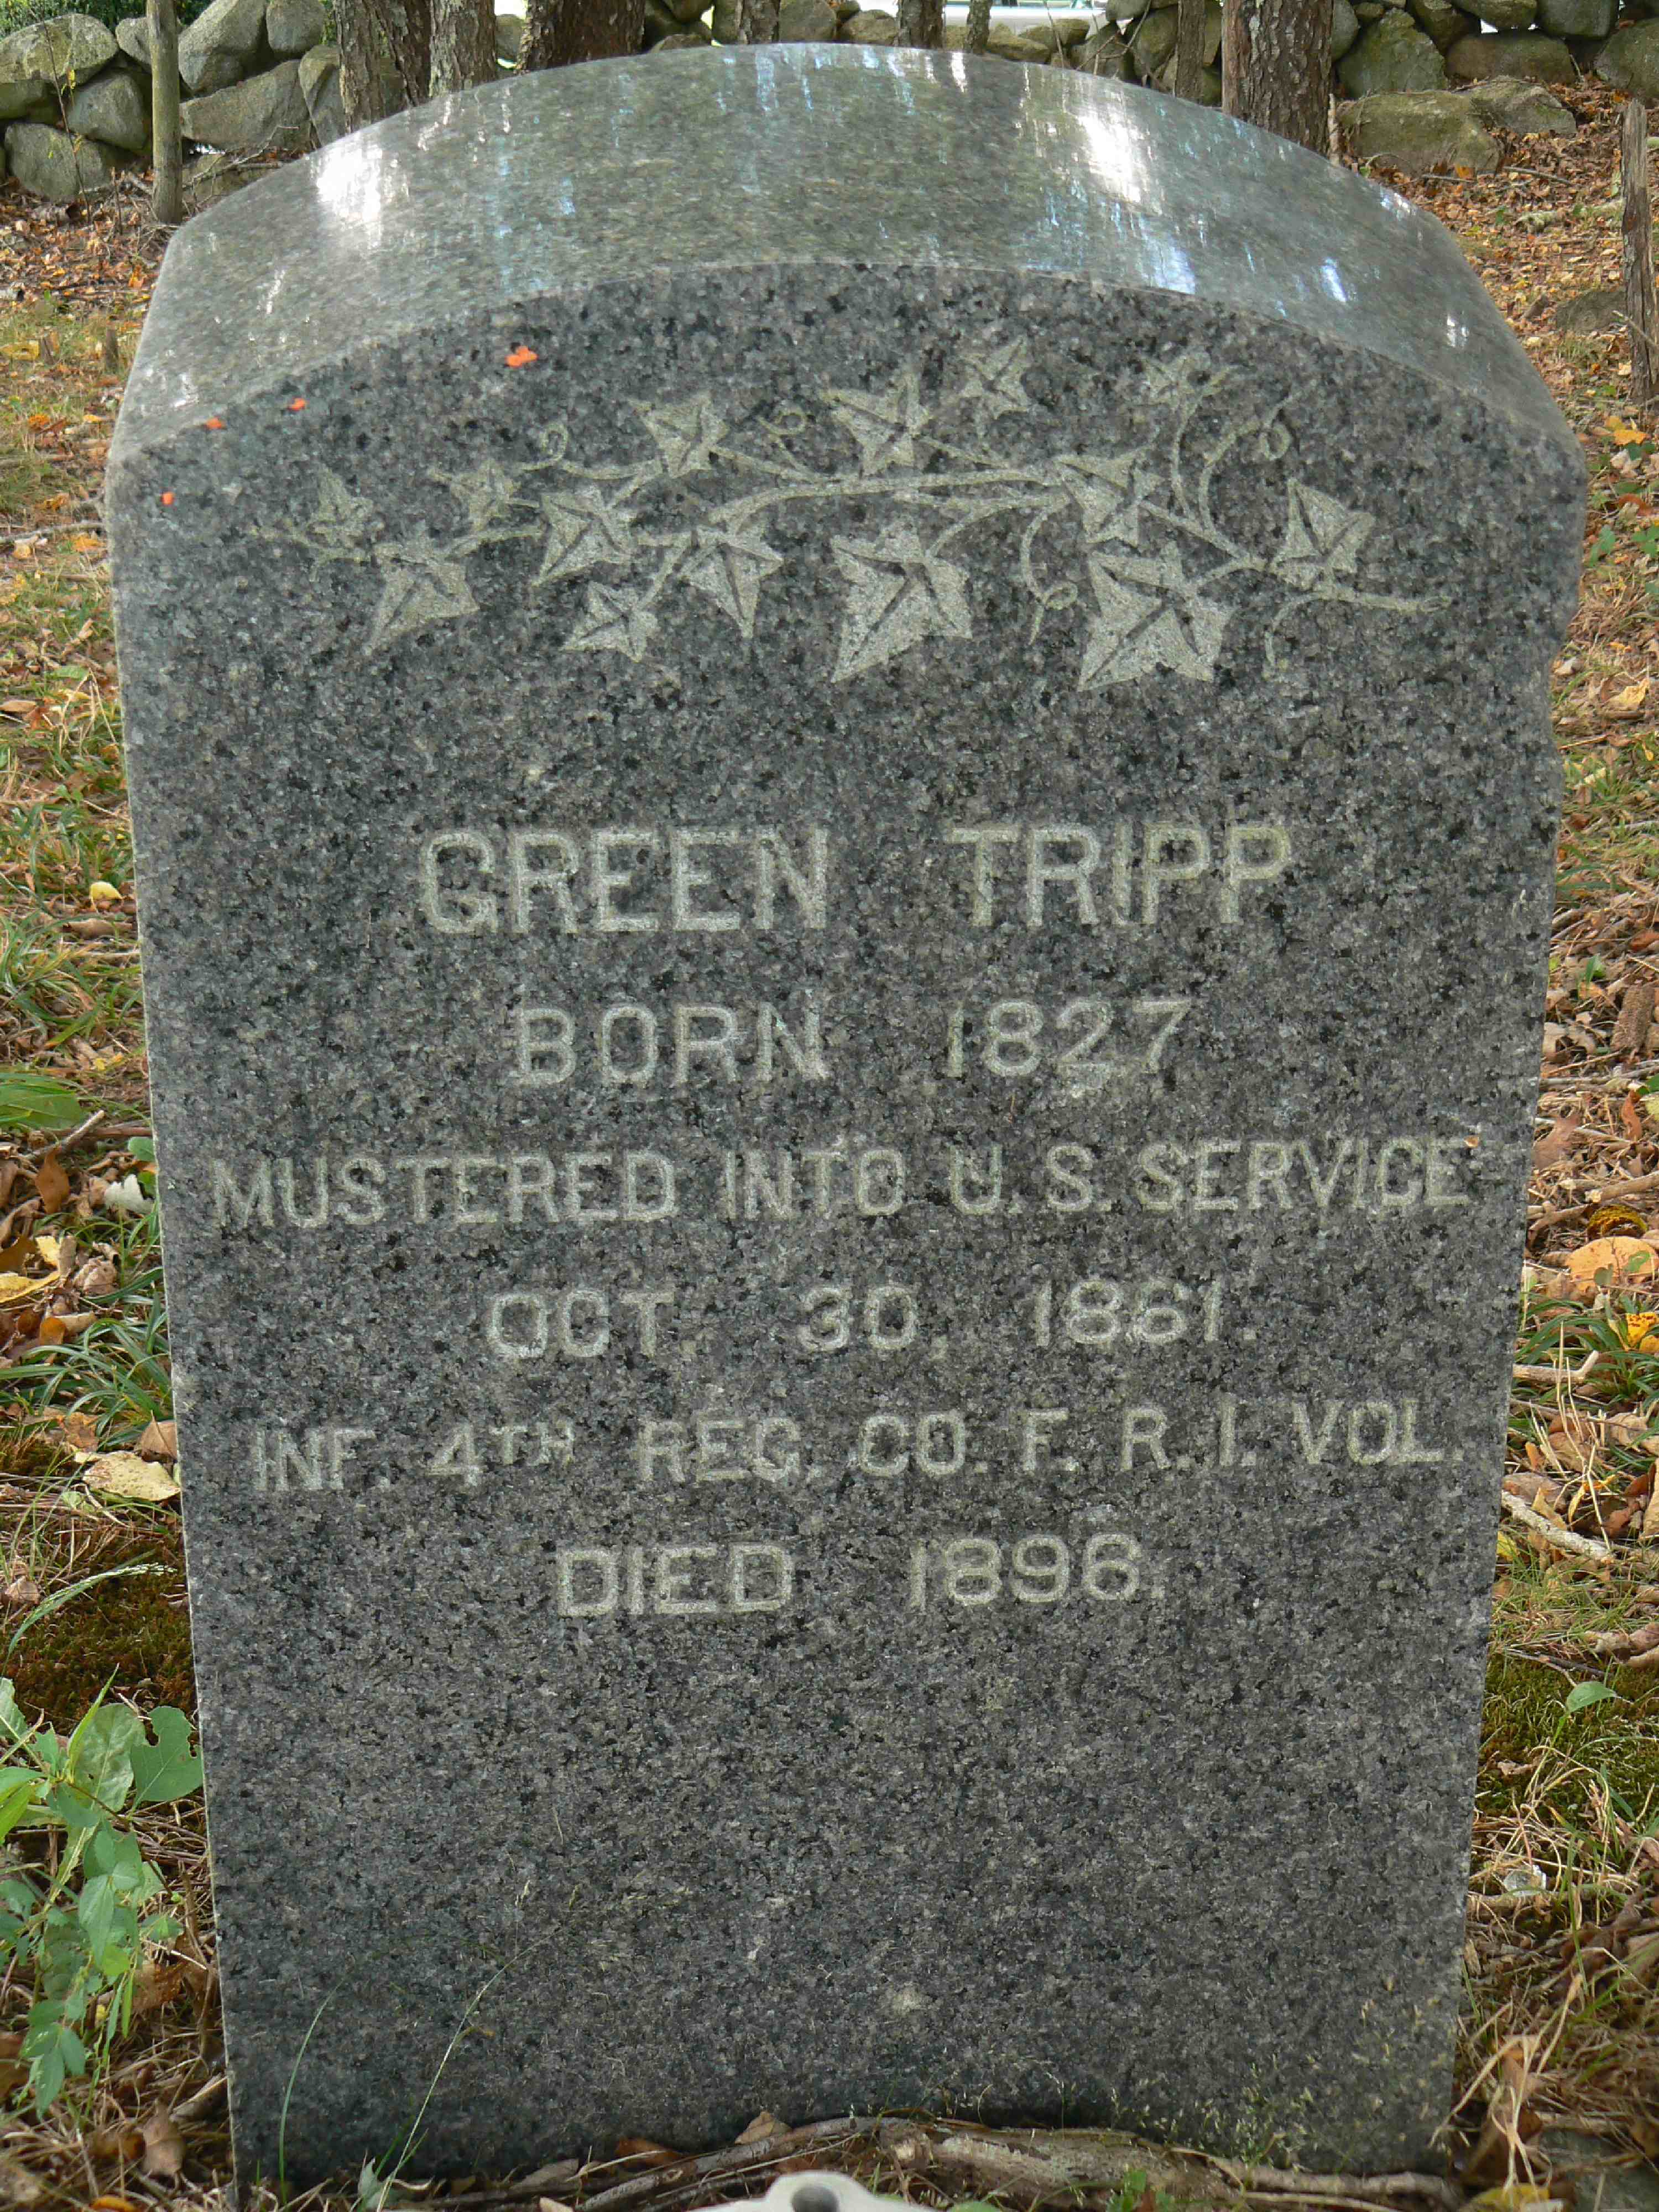 GREEN TRIPP
BORN 1827
MUSTERED INTO U. S. SERVICE
OCT. 30, 1861.
INF. 4TH REG. CO. F. R. I. VOL.
DIED 1896.